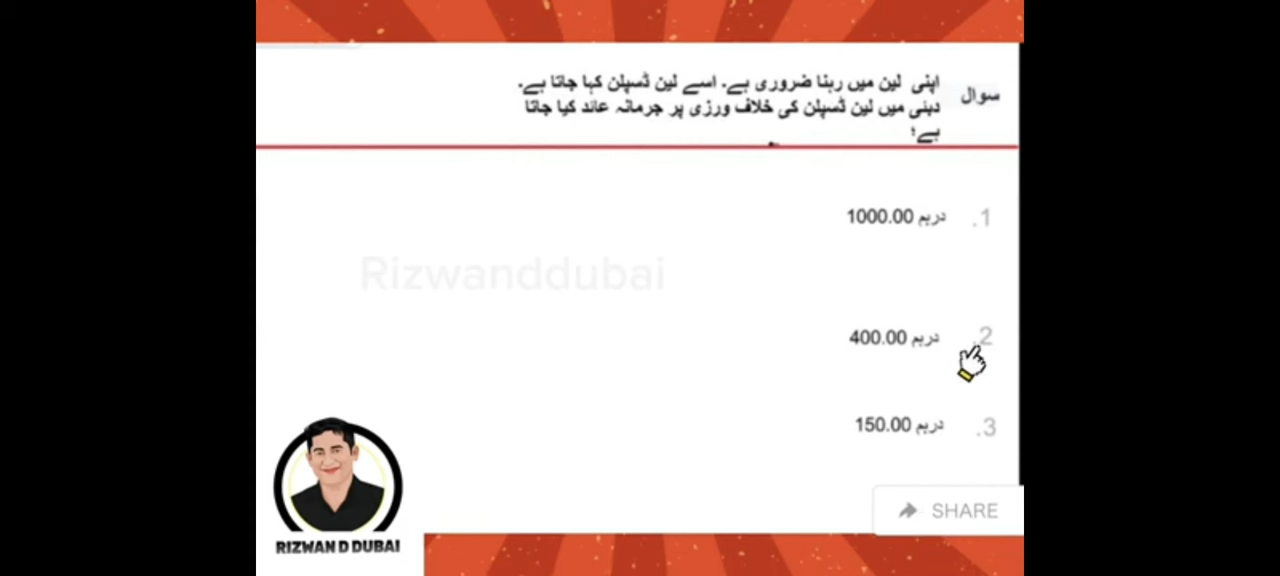 سوال
اپنی لین میں رہنا ضروری ہے۔ اسے لین ڈسپلن کہا جاتا ہے۔
دبئی میں لین ڈسپلن کی خلاف ورزی پر جرمانہ عائد کیا جاتا
ہے؛
1. 1000.00 درہم
Rizwanddubai
2. 400.00 درہم
3. 150.00 درہم
SHARE
RIZWAN D DUBAI